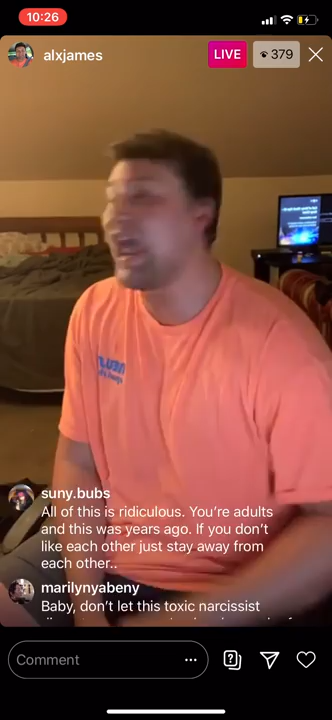 10:26
alxjames
LIVE
379
suny.bubs
All of this is ridiculous. You're adults
and this was years ago. If you don't
like each other just stay away from
each other..
marilynyabeny
Baby, don't let this toxic narcissist
Comment